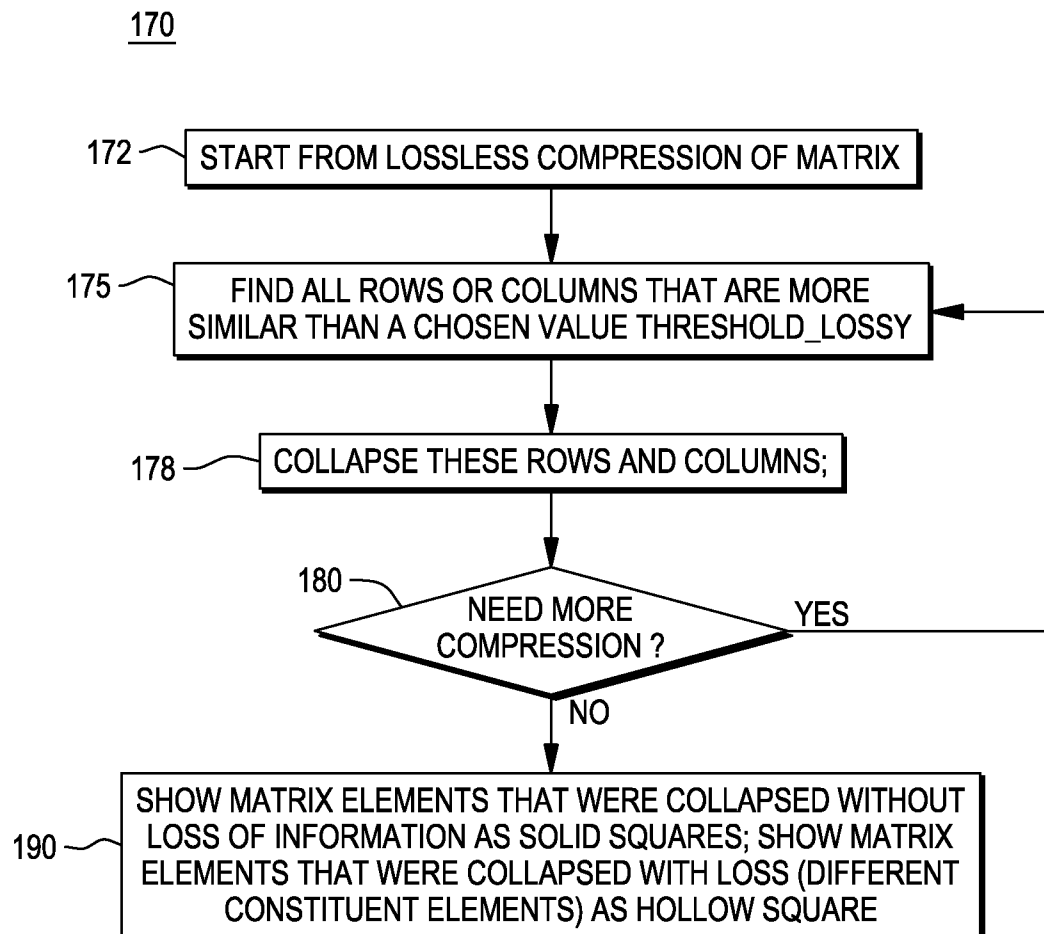 170
172
START FROM LOSSLESS COMPRESSION OF MATRIX
175
FIND ALL ROWS OR COLUMNS THAT ARE MORE
SIMILAR THAN A CHOSEN VALUE THRESHOLD_LOSSY
178
COLLAPSE THESE ROWS AND COLUMNS;
180
NEED MORE
COMPRESSION ?
YES
NO
190
SHOW MATRIX ELEMENTS THAT WERE COLLAPSED WITHOUT
LOSS OF INFORMATION AS SOLID SQUARES; SHOW MATRIX
ELEMENTS THAT WERE COLLAPSED WITH LOSS (DIFFERENT
CONSTITUENT ELEMENTS) AS HOLLOW SQUARE